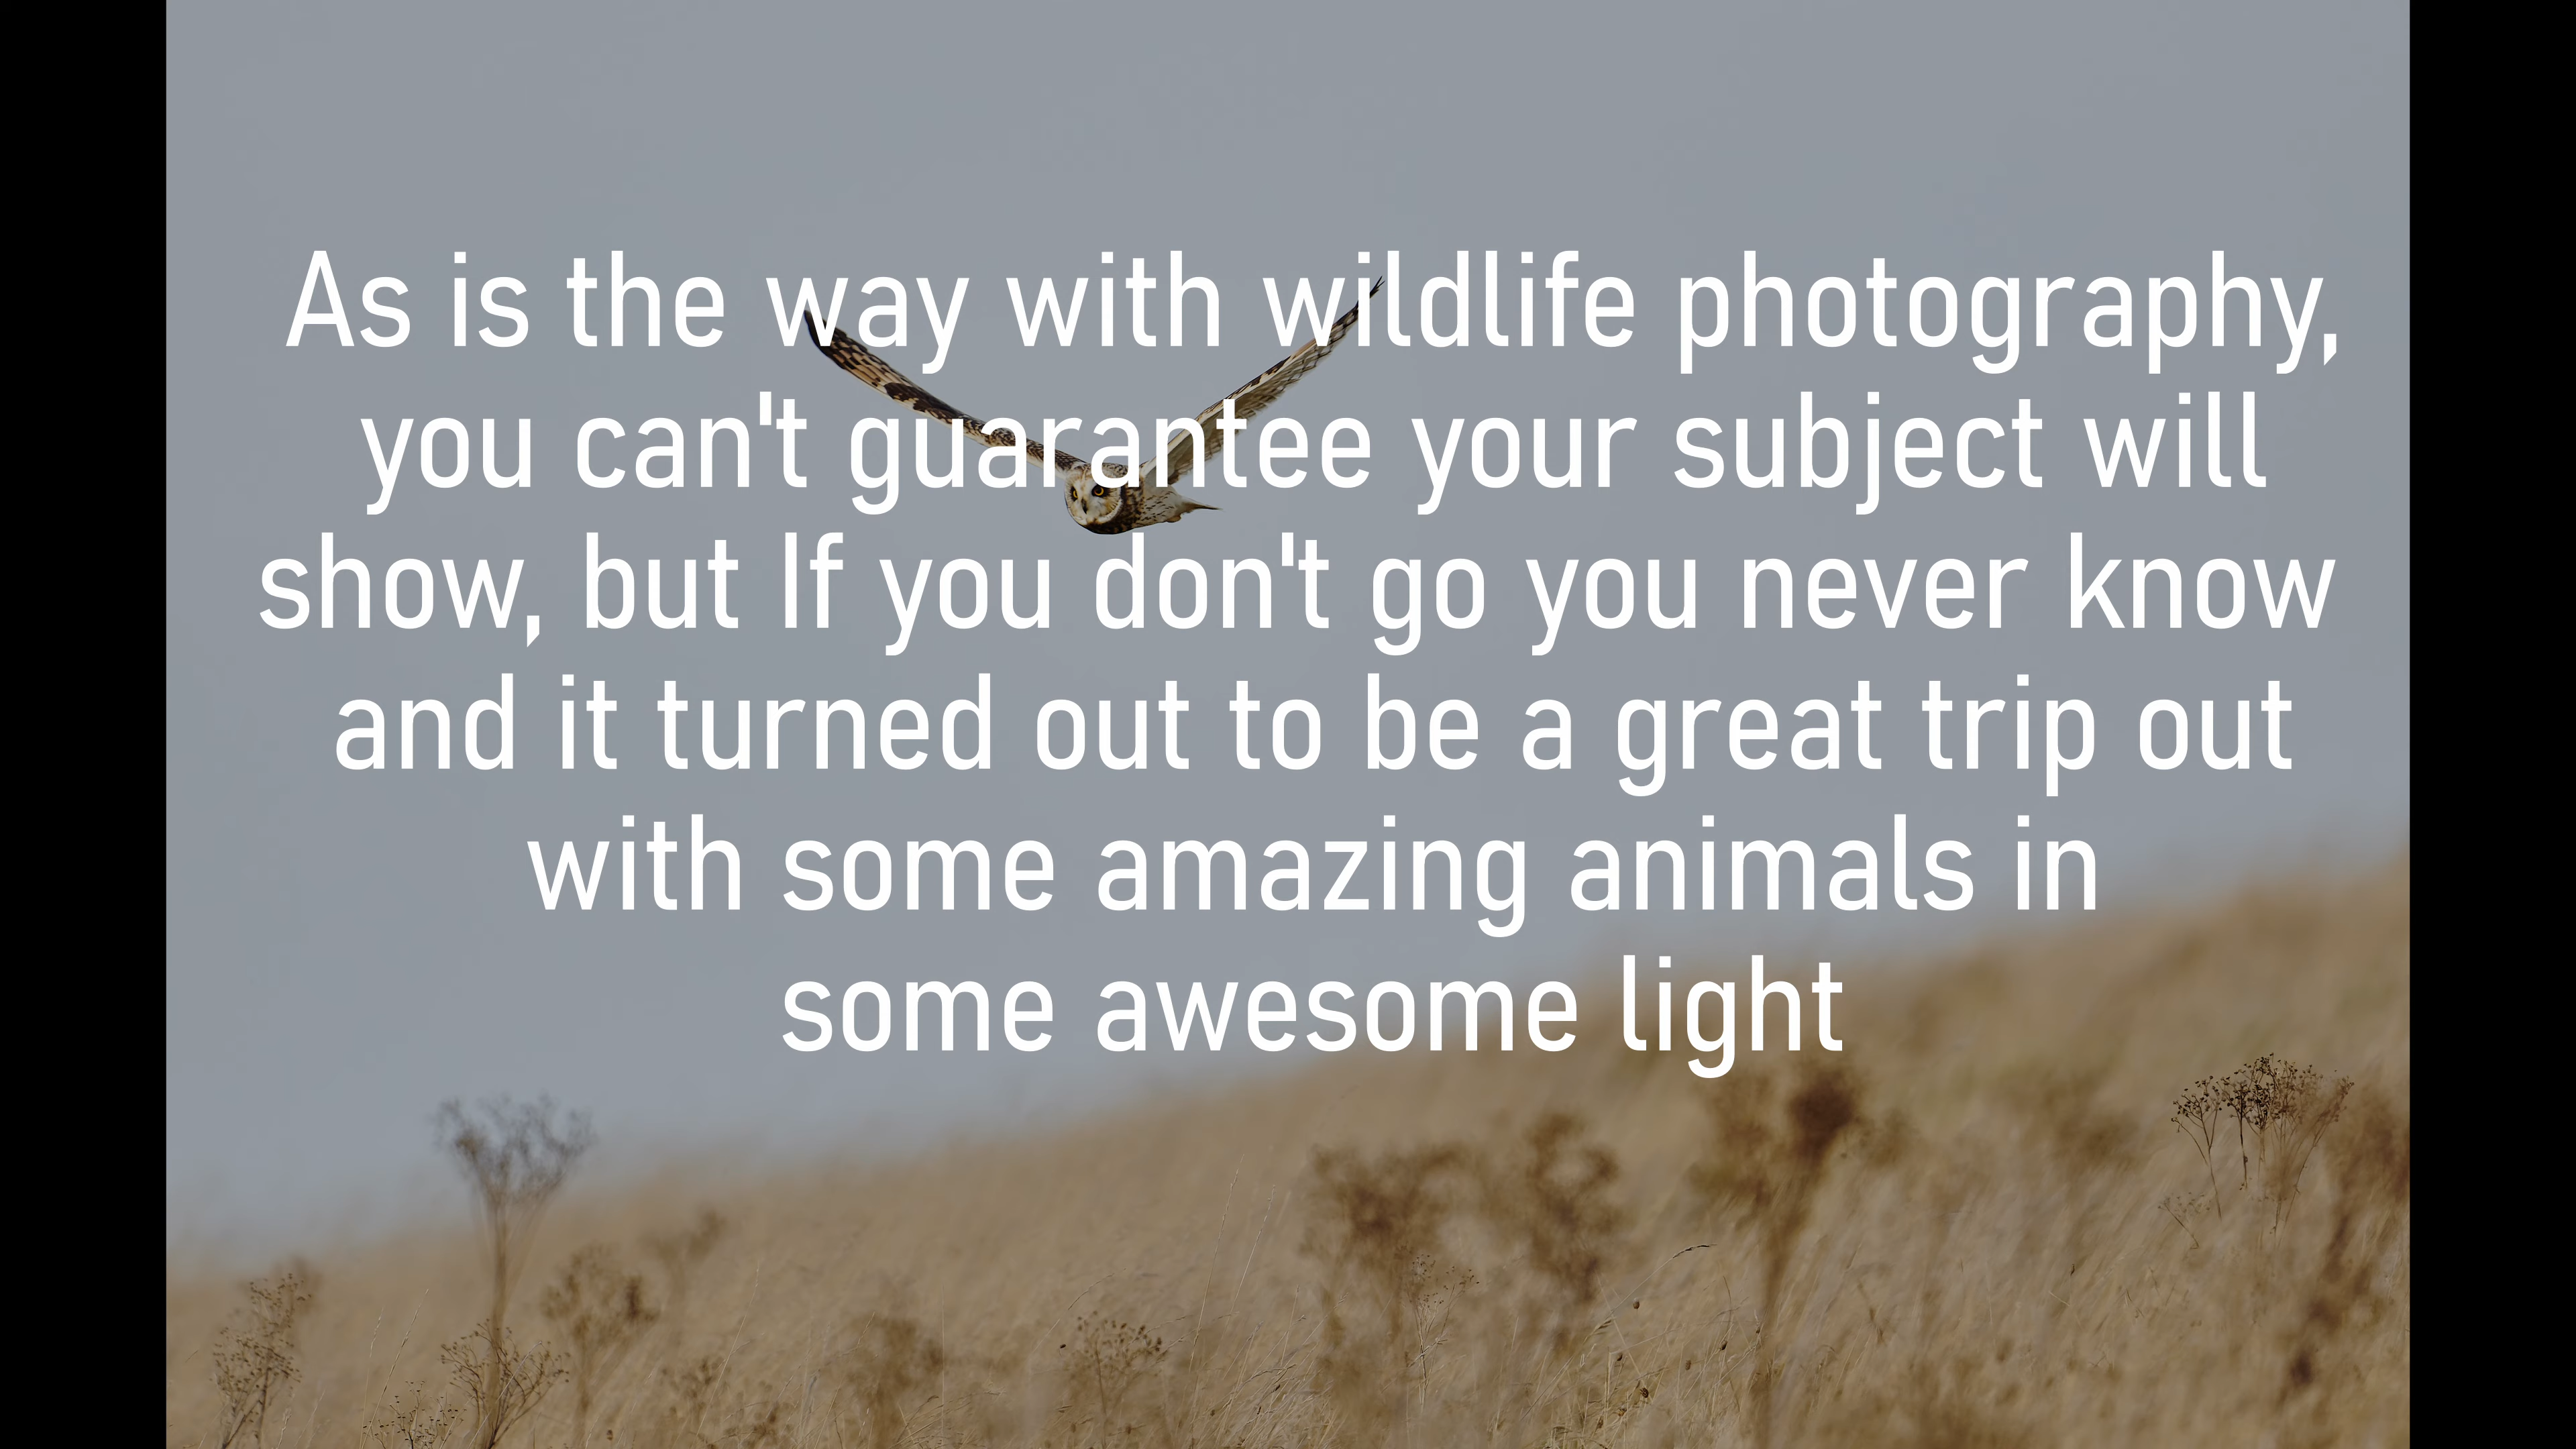 As is the way with wildlife photography,
you can't guarantee your subject will
show, but If you don't go you never know
and it turned out to be a great trip out
with some amazing animals in
some awesome light